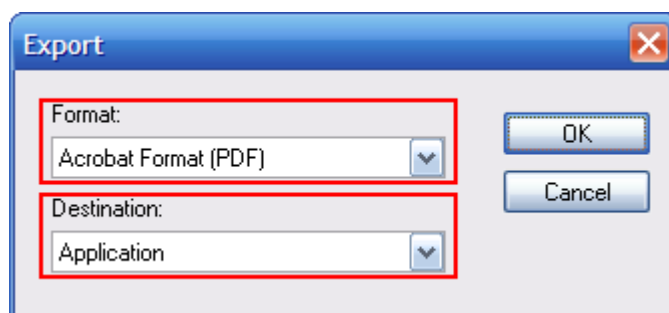 Export
Format:
Acrobat Format (PDF)
OK
Destination:
Cancel
Application